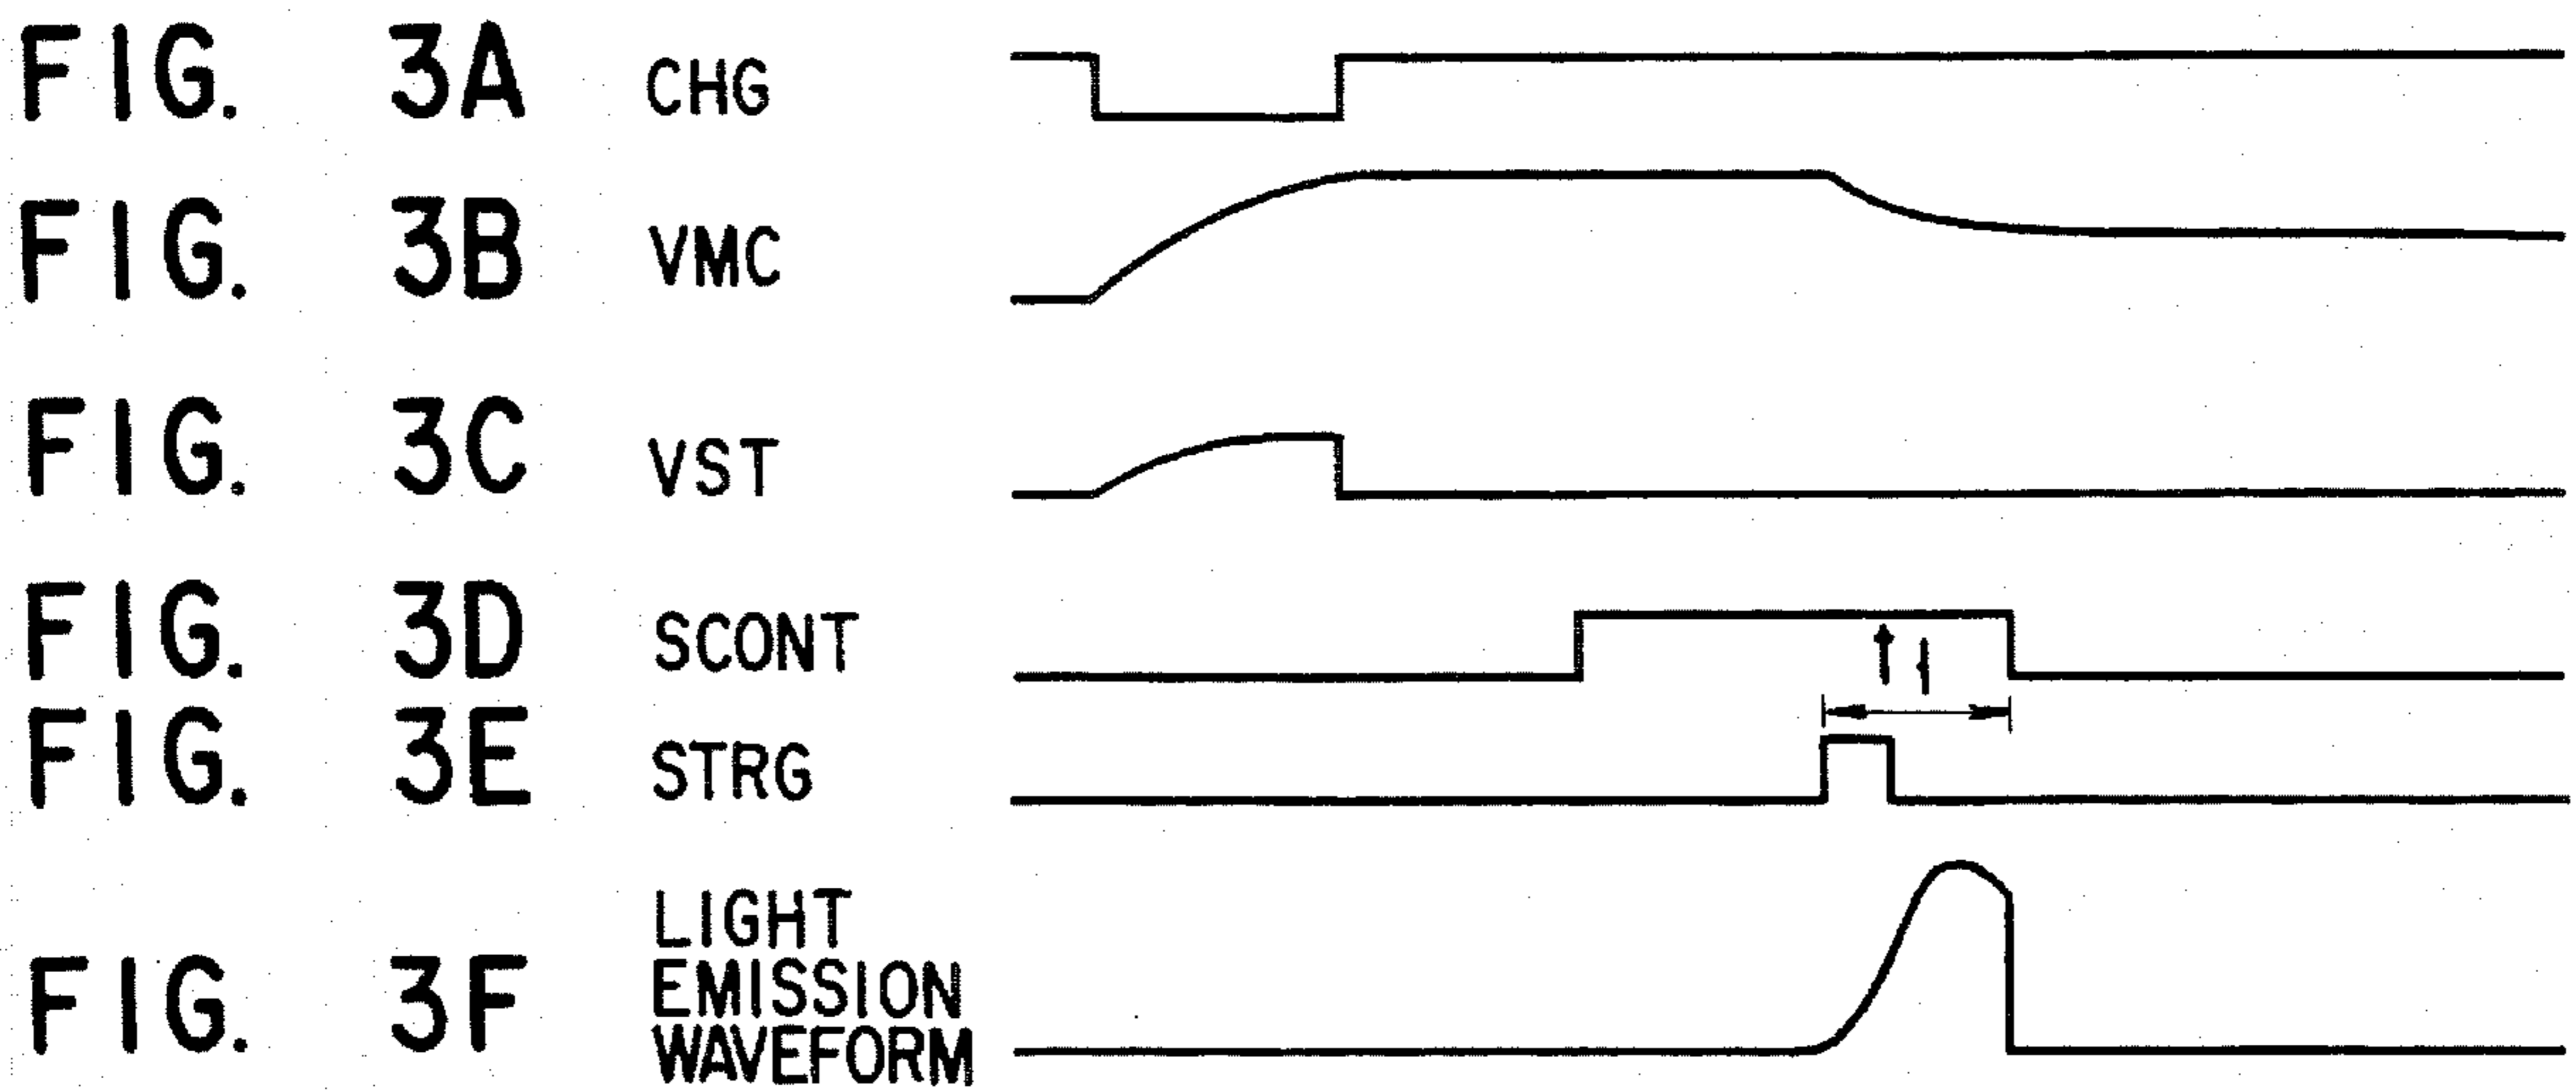 FIG. 3A CHG
FIG. 3B VMC
FIG. 3C VST
FIG. 3D SCONT
FIG. 3E STRG
FIG. 3F LIGHT
EMISSION
WAVEFORM